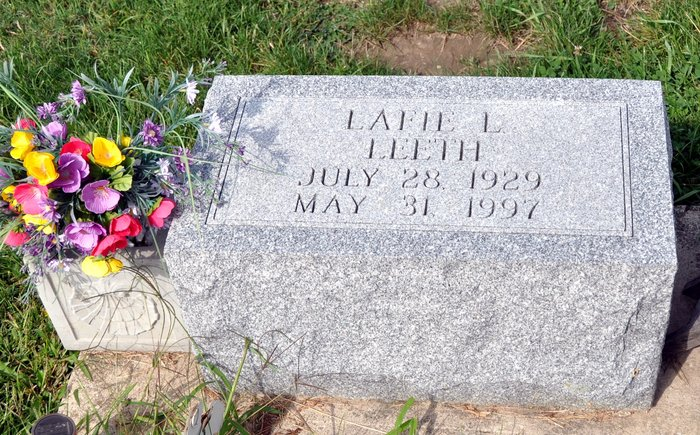 LAFIE L
LEETH
JULY 28, 1929
MAY 31, 1997